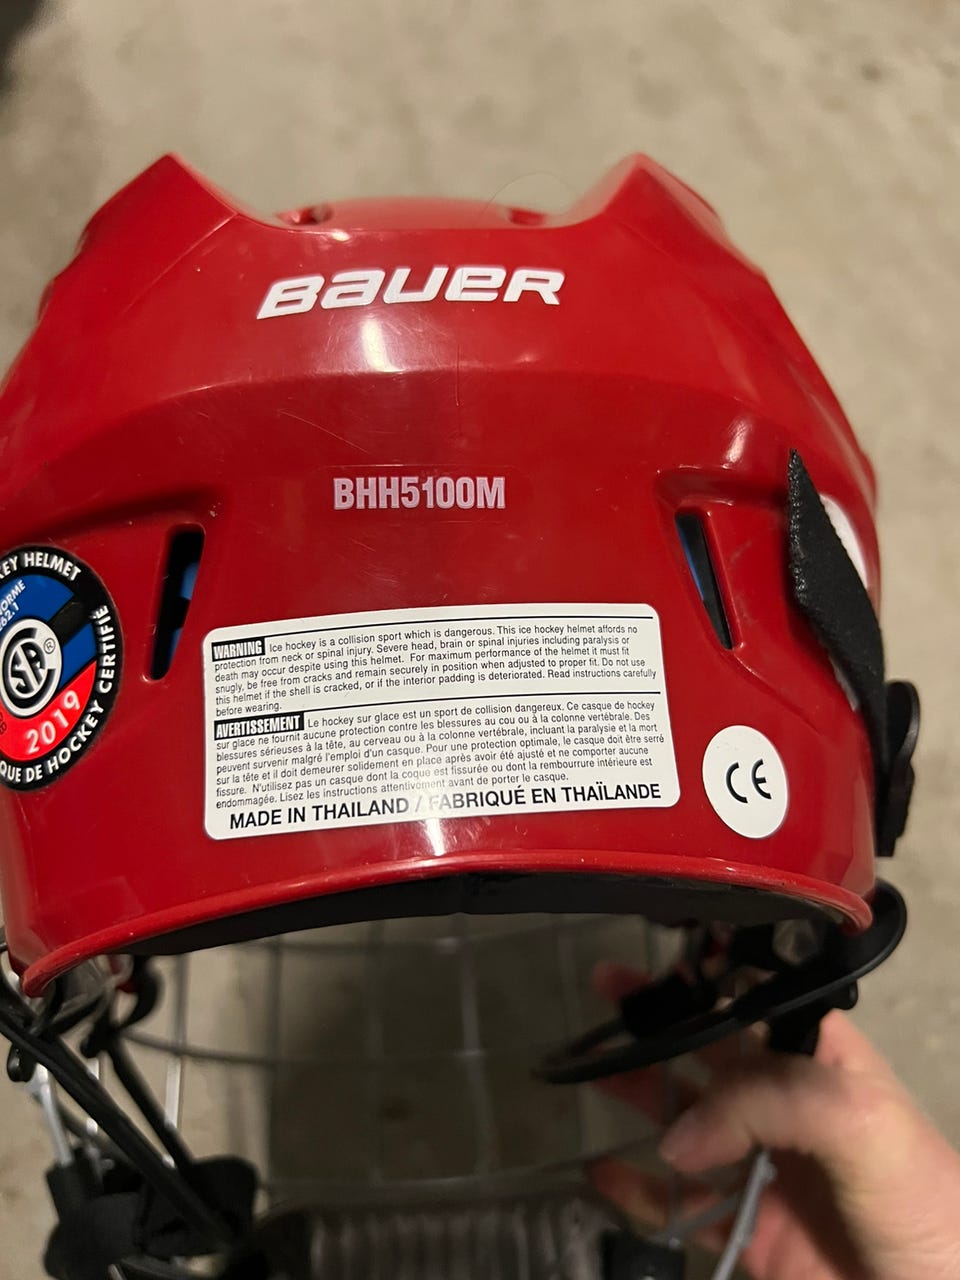 BAUER
BHH5100M
EY HELMET
NORME
62.1
CERTIFIÉ
2019
QUE DE HOCKEY
WARNING Ice hockey is a collision sport which is dangerous. This ice hockey helmet affords no
protection from neck or spinal injury. Severe head, brain or spinal injuries including paralysis or
death may occur despite using this helmet. For maximum performance of the helmet it must fit
snugly, be free from cracks and remain securely in position when adjusted to proper fit. Do not use
this helmet if the shell is cracked, or if the interior padding is deteriorated. Read instructions carefully
before wearing.
AVERTISSEMENT Le hockey sur glace est un sport de collision dangereux. Ce casque de hockey
sur glace ne fournit aucune protection contre les blessures au cou ou à la colonne vertébrale. Des
blessures sérieuses à la tête, au cerveau ou à la colonne vertébrale, incluant la paralysie et la mort
peuvent survenir malgré l'emploi d'un casque. Pour une protection optimale, le casque doit être serré
sur la tête et il doit demeurer solidement en place après avoir été ajusté et ne comporter aucune
fissure. N'utilisez pas un casque dont la coque est fissurée ou dont la rembourrure intérieure est
endommagée. Lisez les instructions attentivement avant de porter le casque.
MADE IN THAILAND / FABRIQUÉ EN THAÏLANDE
CE